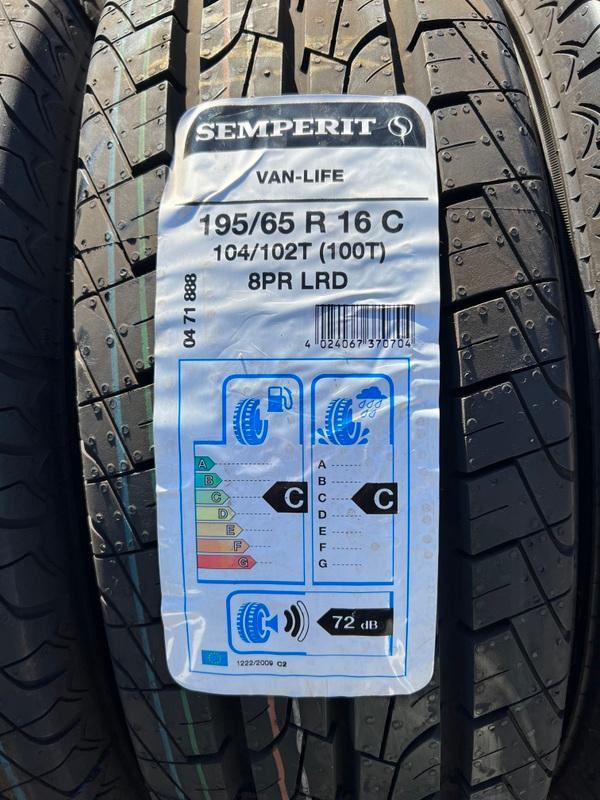 SEMPERIT
VAN-LIFE
195/65 R 16 C
104/102T (100T)
8PR LRD
04 71 888
4 024067 370704
A
B
C
D
E
F
G
C
A
B
C
D
E
F
G
C
72 dB
1222/2009 C2